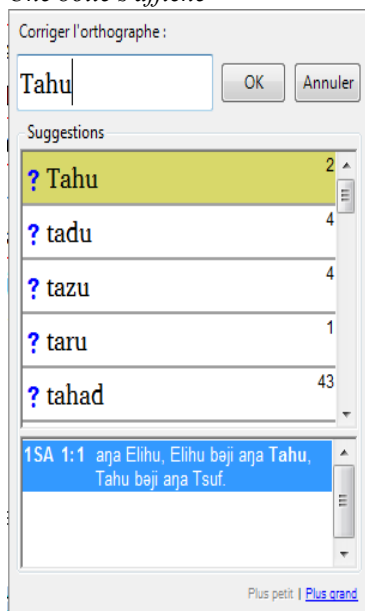 Corriger l'orthographe :
Tahu
OK
Annuler
Suggestions
? Tahu 2
? tadu 4
? tazu 4
? taru 1
? tahad 43
1SA 1:1 aŋa Elihu, Elihu bəji aŋa Tahu,
Tahu bəji aŋa Tsuf.
Plus petit | Plus grand